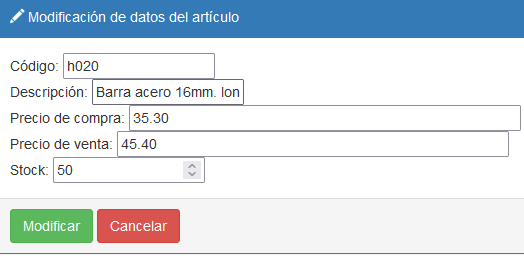 Modificación de datos del artículo
Código: h020
Descripción: Barra acero 16mm. lon
Precio de compra: 35.30
Precio de venta: 45.40
Stock: 50
Modificar Cancelar